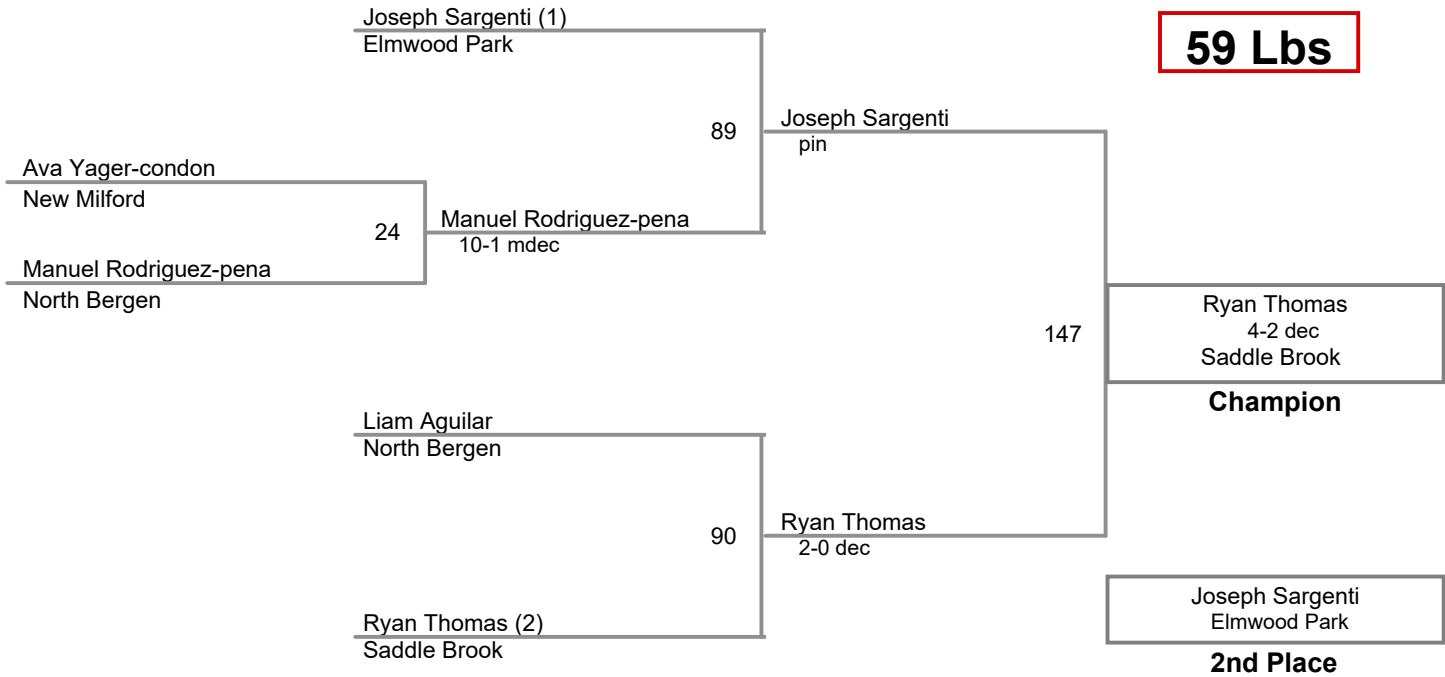 Joseph Sargenti (1)
Elmwood Park
59 Lbs
89
Joseph Sargenti
pin
Ava Yager-condon
New Milford
24
Manuel Rodriguez-pena
10-1 mdec
Manuel Rodriguez-pena
North Bergen
147
Ryan Thomas
4-2 dec
Saddle Brook
Champion
Liam Aguilar
North Bergen
90
Ryan Thomas
2-0 dec
Ryan Thomas (2)
Saddle Brook
Joseph Sargenti
Elmwood Park
2nd Place